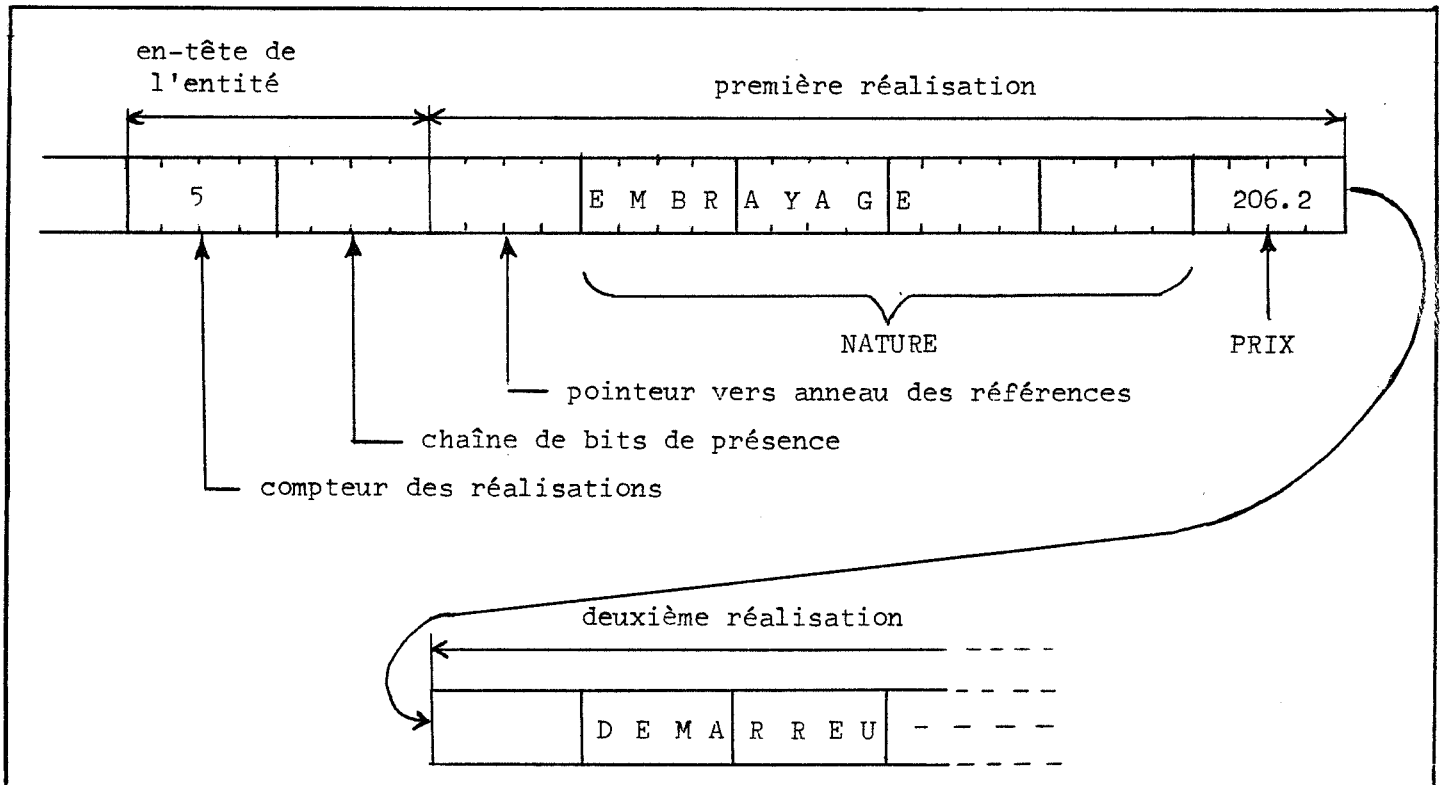 en-tête de
l'entité
première réalisation
5 E M B R A Y A G E 206.2
NATURE PRIX
pointeur vers anneau des références
chaîne de bits de présence
compteur des réalisations
deuxième réalisation
D E M A R R E U